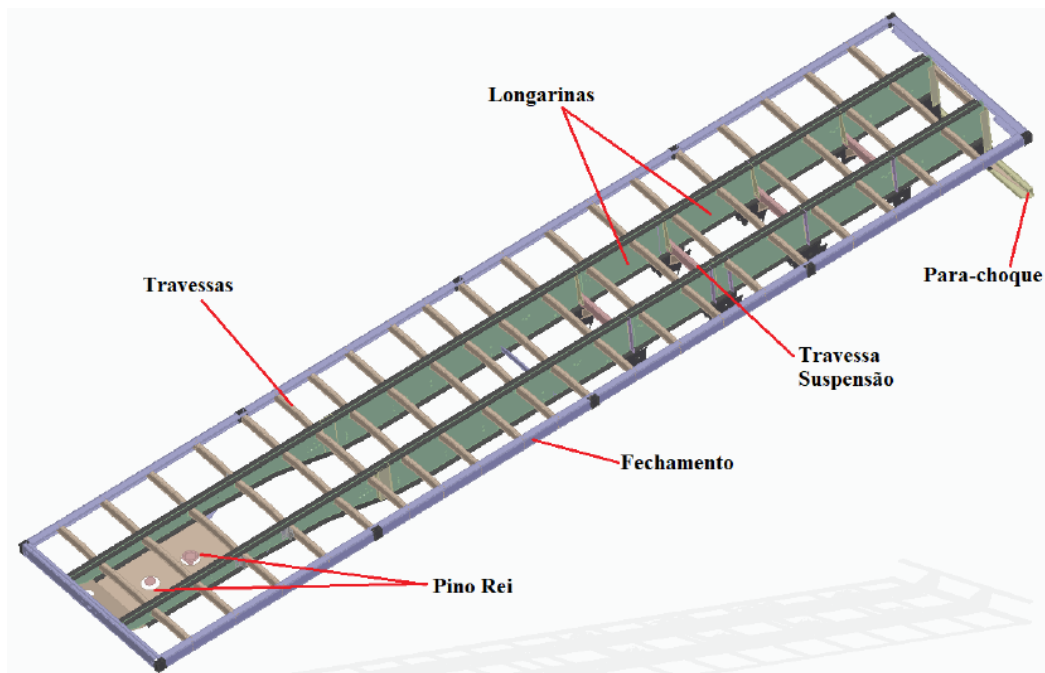 Longarinas
Travessas
Para-choque
Travessa
Suspensão
Fechamento
Pino Rei